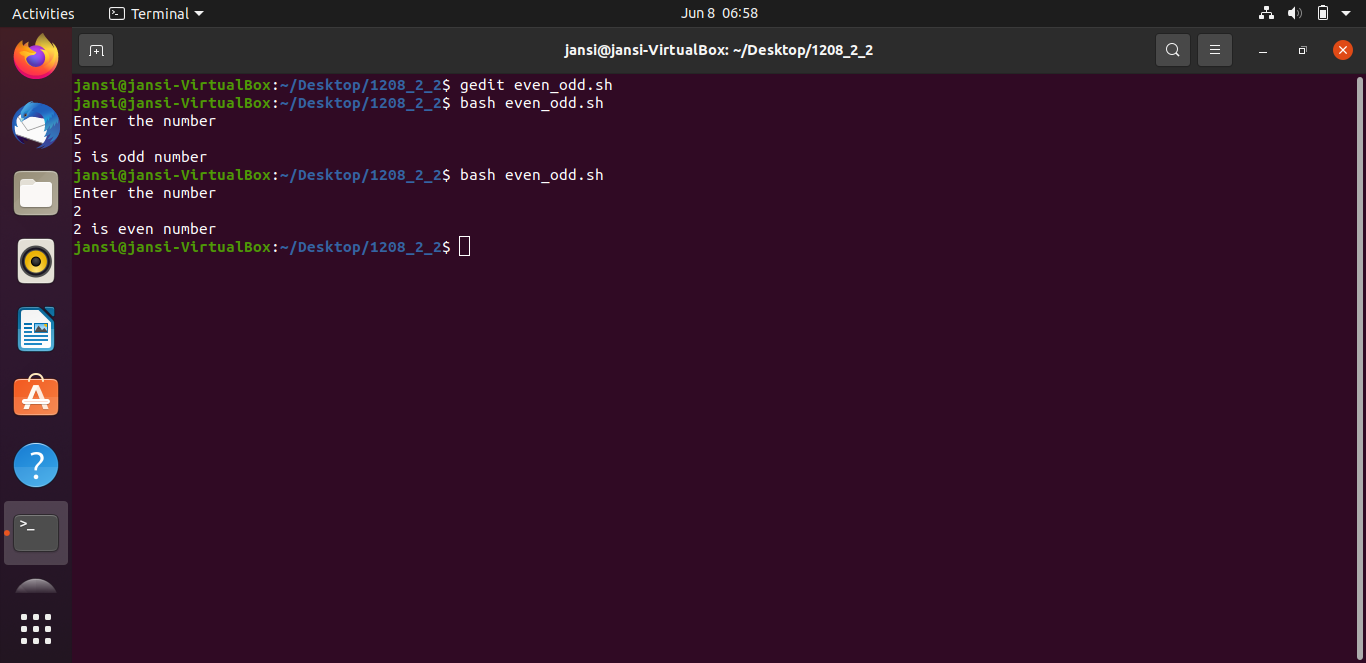 Activities
Terminal
Jun 8 06:58
jansi@jansi-VirtualBox: ~/Desktop/1208_2_2
jansi@jansi-VirtualBox:~/Desktop/1208_2_2$ gedit even_odd.sh
jansi@jansi-VirtualBox:~/Desktop/1208_2_2$ bash even_odd.sh
Enter the number
5
5 is odd number
jansi@jansi-VirtualBox:~/Desktop/1208_2_2$ bash even_odd.sh
Enter the number
2
2 is even number
jansi@jansi-VirtualBox:~/Desktop/1208_2_2$